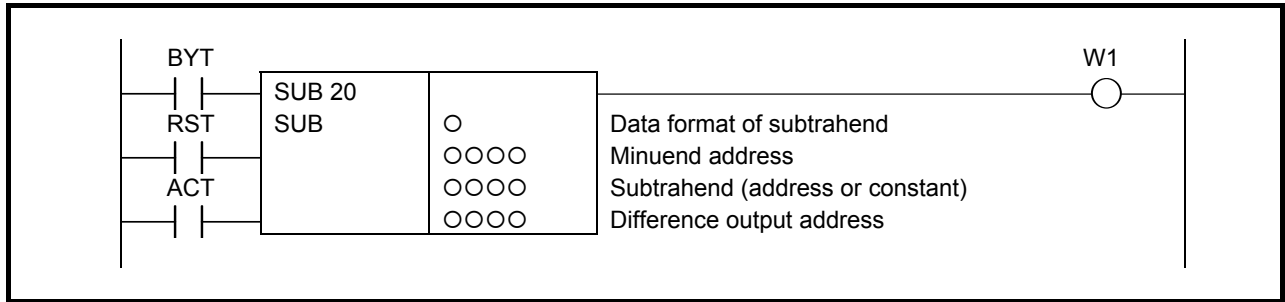 BYT W1
SUB 20
RST SUB ○ Data format of subtrahend
○○○○ Minuend address
ACT ○○○○ Subtrahend (address or constant)
○○○○ Difference output address